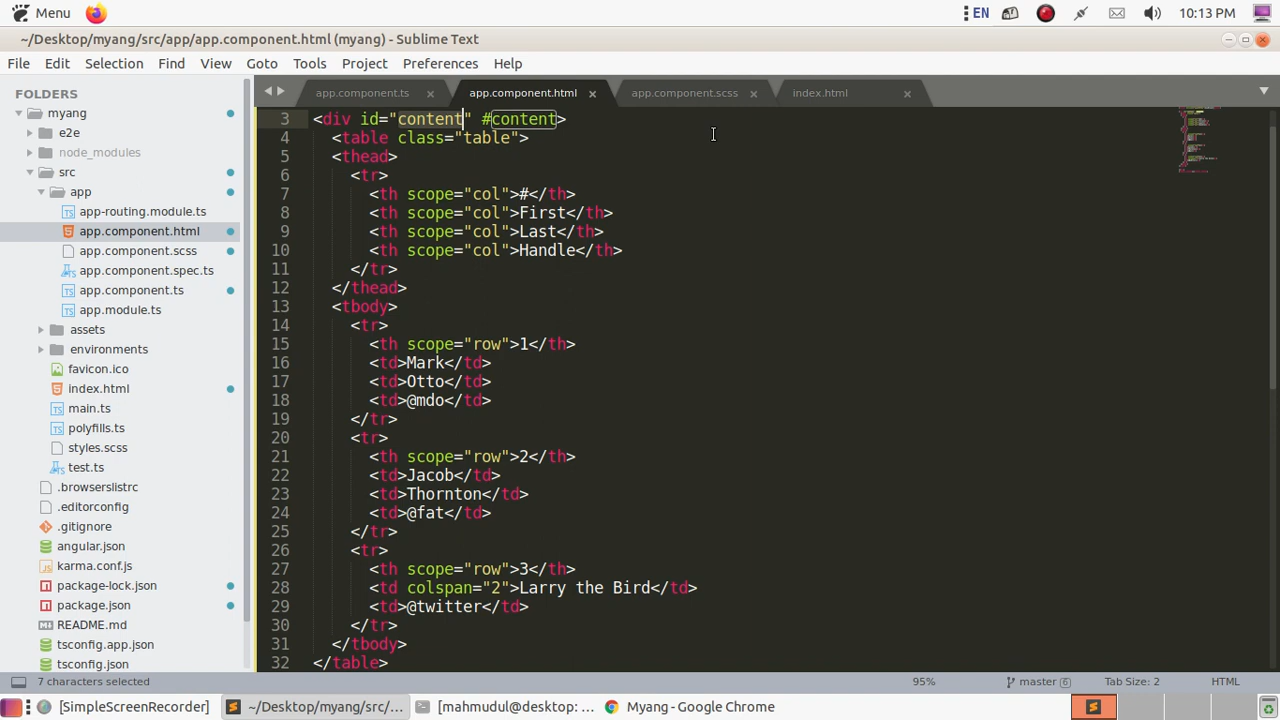 Menu
EN
10:13 PM
~/Desktop/myang/src/app/app.component.html (myang) - Sublime Text
File Edit Selection Find View Goto Tools Project Preferences Help
FOLDERS
myang
e2e
node_modules
src
app
app-routing.module.ts
app.component.html
app.component.scss
app.component.spec.ts
app.component.ts
app.module.ts
assets
environments
favicon.ico
index.html
main.ts
polyfills.ts
styles.scss
test.ts
.browserslistrc
.editorconfig
.gitignore
angular.json
karma.conf.js
package-lock.json
package.json
README.md
tsconfig.app.json
tsconfig.json
app.component.ts app.component.html app.component.scss index.html
3 <div id="content" #content>
4 <table class="table">
5 <thead>
6 <tr>
7 <th scope="col">#</th>
8 <th scope="col">First</th>
9 <th scope="col">Last</th>
10 <th scope="col">Handle</th>
11 </tr>
12 </thead>
13 <tbody>
14 <tr>
15 <th scope="row">1</th>
16 <td>Mark</td>
17 <td>Otto</td>
18 <td>@mdo</td>
19 </tr>
20 <tr>
21 <th scope="row">2</th>
22 <td>Jacob</td>
23 <td>Thornton</td>
24 <td>@fat</td>
25 </tr>
26 <tr>
27 <th scope="row">3</th>
28 <td colspan="2">Larry the Bird</td>
29 <td>@twitter</td>
30 </tr>
31 </tbody>
32 </table>
7 characters selected 95% master 6 Tab Size: 2 HTML
[SimpleScreenRecorder] ~/Desktop/myang/src/... [mahmudul@desktop: ... Myang - Google Chrome